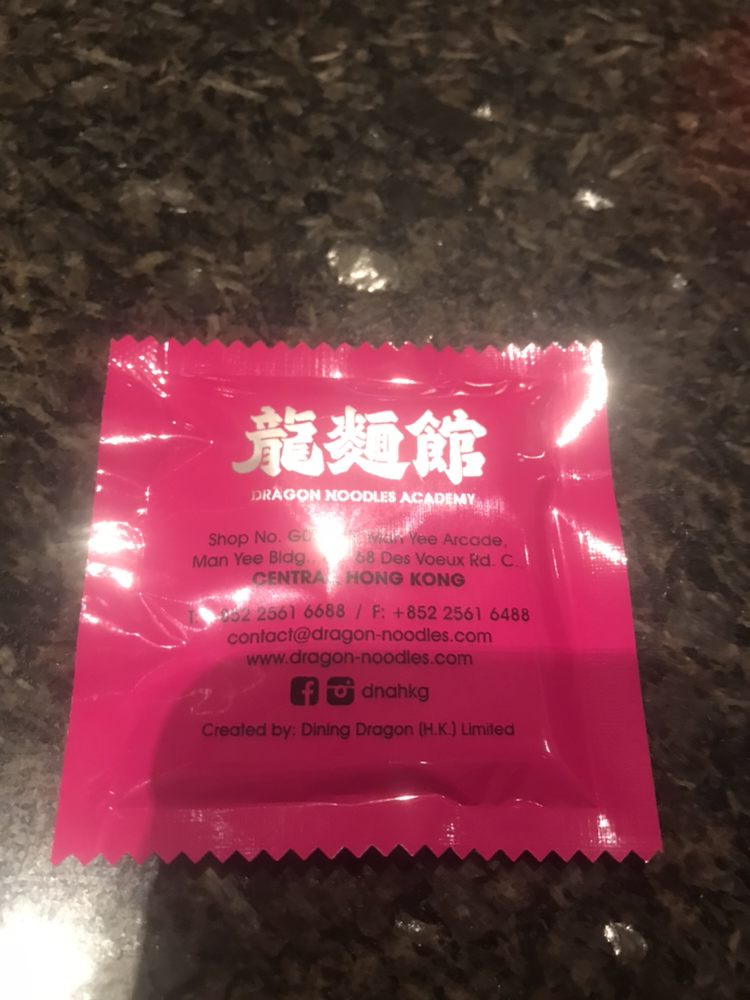 龍麵館
DRAGON NOODLES ACADEMY
Shop No. Man Yee Arcade,
Man Yee Bldg., 68 Des Voeux Rd. C.,
CENTRAL, HONG KONG
2561 6688 / F: +852 2561 6488
contact@dragon-noodles.com
www.dragon-noodles.com
dnahkg
Created by: Dining Dragon (H.K.) Limited